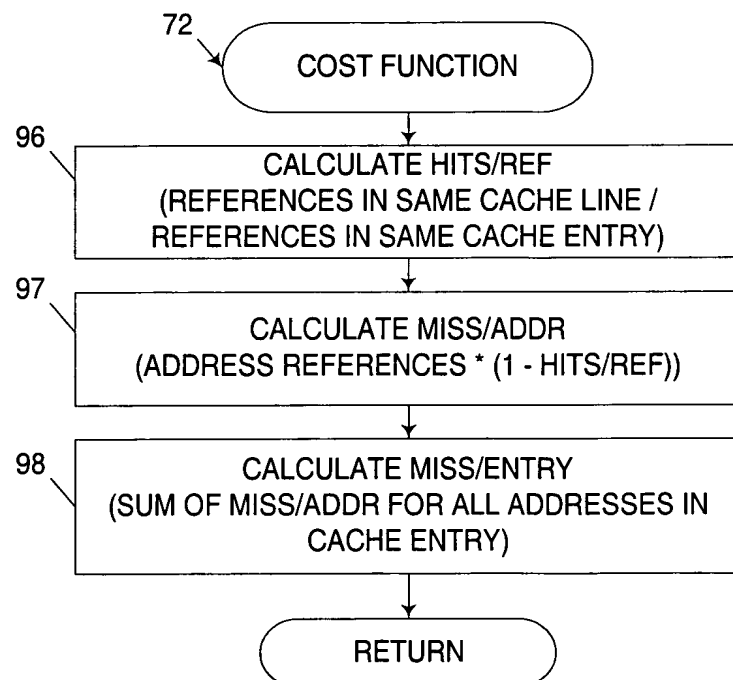 72
COST FUNCTION
96
CALCULATE HITS/REF
(REFERENCES IN SAME CACHE LINE /
REFERENCES IN SAME CACHE ENTRY)
97
CALCULATE MISS/ADDR
(ADDRESS REFERENCES * (1 - HITS/REF))
98
CALCULATE MISS/ENTRY
(SUM OF MISS/ADDR FOR ALL ADDRESSES IN
CACHE ENTRY)
RETURN